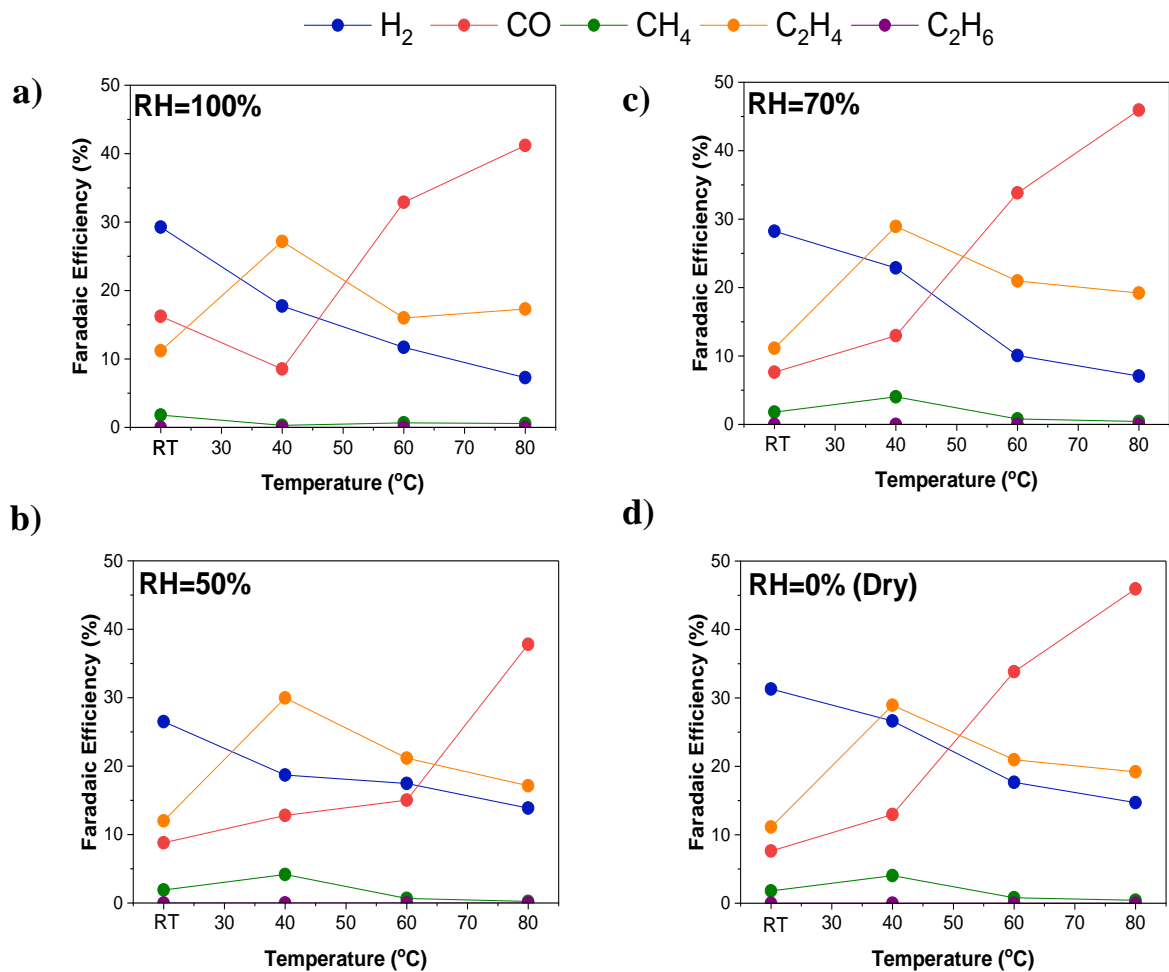 H₂ CO CH₄ C₂H₄ C₂H₆
a)
RH=100%
Faradaic Efficiency (%)
50
40
30
20
10
0
RT 30 40 50 60 70 80
Temperature (ºC)
c)
RH=70%
Faradaic Efficiency (%)
50
40
30
20
10
0
RT 30 40 50 60 70 80
Temperature (ºC)
b)
RH=50%
Faradaic Efficiency (%)
50
40
30
20
10
0
RT 30 40 50 60 70 80
Temperature (ºC)
d)
RH=0% (Dry)
Faradaic Efficiency (%)
50
40
30
20
10
0
RT 30 40 50 60 70 80
Temperature (ºC)